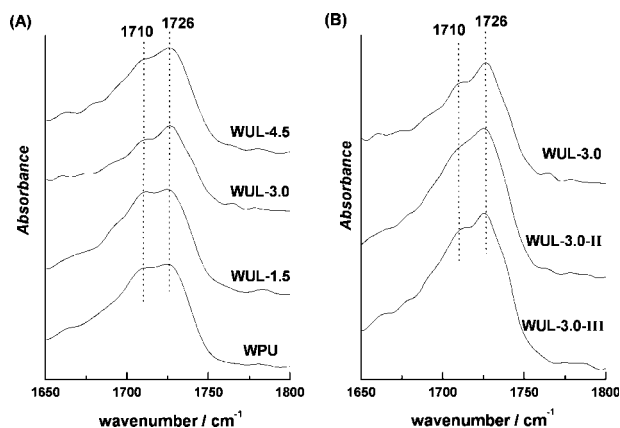 (A)
1710
1726
WUL-4.5
WUL-3.0
WUL-1.5
WPU
Absorbance
1650
1700
1750
1800
wavenumber / cm⁻¹
(B)
1710
1726
WUL-3.0
WUL-3.0-II
WUL-3.0-III
Absorbance
1650
1700
1750
1800
wavenumber / cm⁻¹